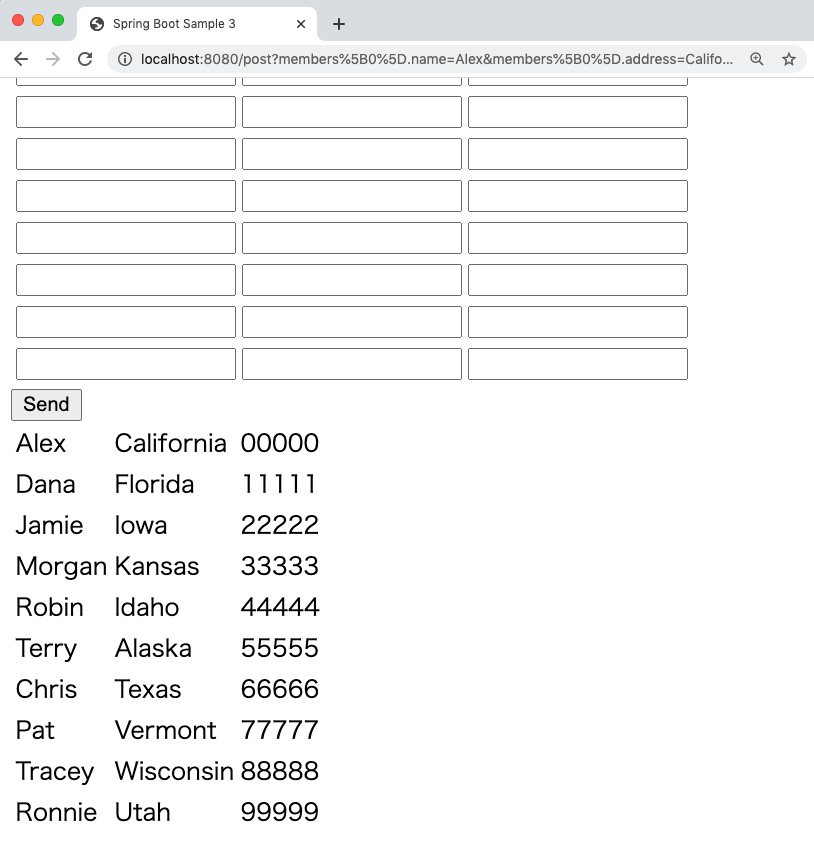 Spring Boot Sample 3
localhost:8080/post?members%5B0%5D.name=Alex&members%5B0%5D.address=Califo...
Send
Alex California 00000
Dana Florida 11111
Jamie Iowa 22222
Morgan Kansas 33333
Robin Idaho 44444
Terry Alaska 55555
Chris Texas 66666
Pat Vermont 77777
Tracey Wisconsin 88888
Ronnie Utah 99999